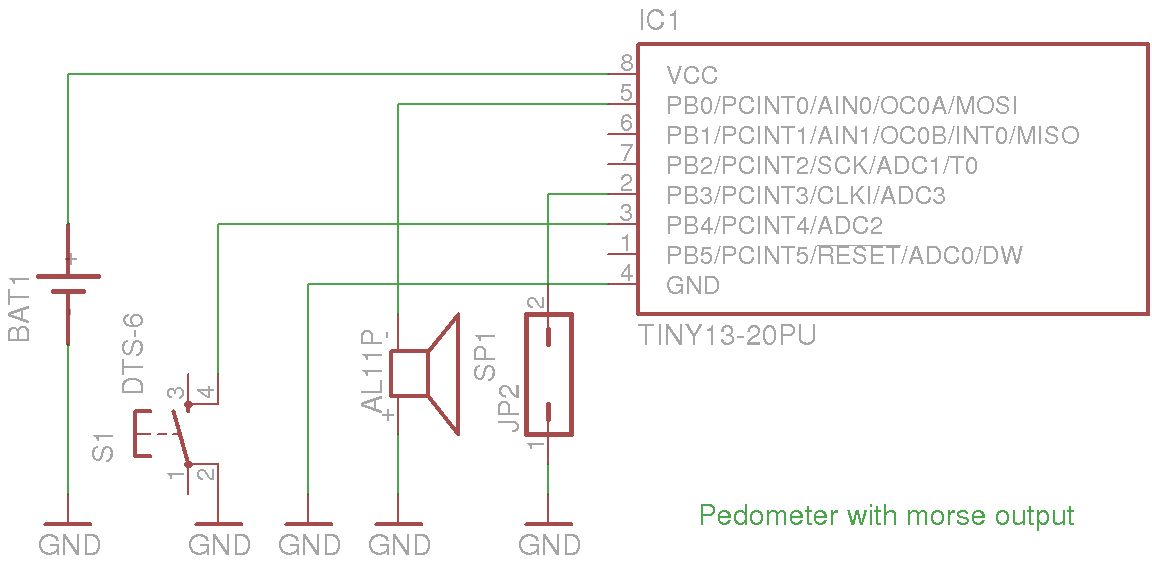 IC1
8 VCC
5 PB0/PCINT0/AIN0/OC0A/MOSI
6 PB1/PCINT1/AIN1/OC0B/INT0/MISO
7 PB2/PCINT2/SCK/ADC1/T0
2 PB3/PCINT3/CLKI/ADC3
3 PB4/PCINT4/ADC2
1 PB5/PCINT5/RESET/ADC0/DW
4 GND
TINY13-20PU
+
BAT1
DTS-6
S1
3
4
1
2
AL11P
-
+
SP1
JP2
2
1
Pedometer with morse output
GND
GND
GND
GND
GND